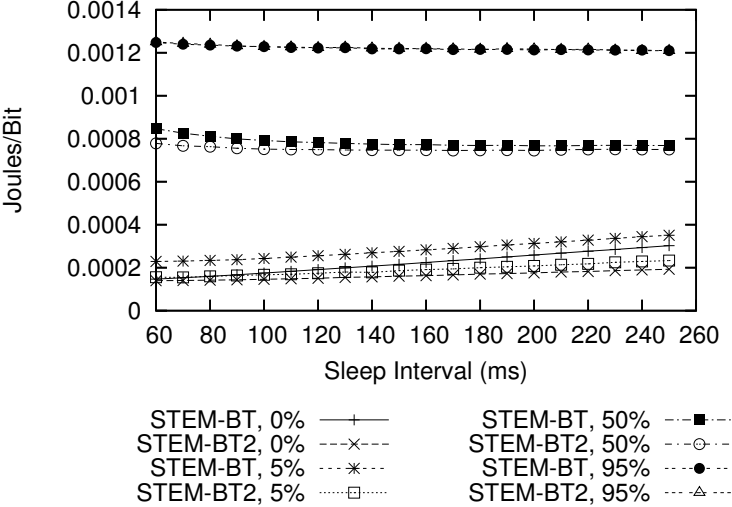 0.0014
0.0012
0.001
0.0008
0.0006
0.0004
0.0002
0
Joules/Bit
60 80 100 120 140 160 180 200 220 240 260
Sleep Interval (ms)
STEM-BT, 0%
STEM-BT2, 0%
STEM-BT, 5%
STEM-BT2, 5%
STEM-BT, 50%
STEM-BT2, 50%
STEM-BT, 95%
STEM-BT2, 95%